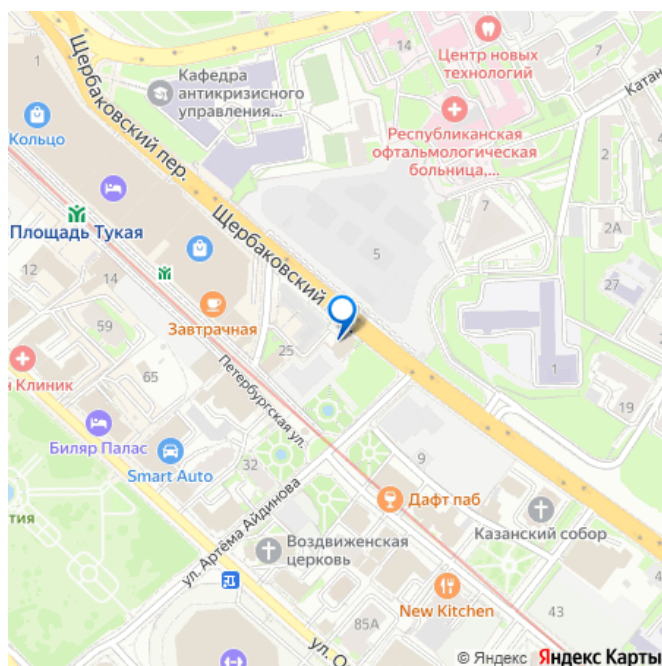 1
Щербаковский пер.
14
Центр новых
технологий
7
Катан
Кафедра
антикризисного
управления...
Кольцо
Республиканская
офтальмологическая
больница,...
2
7
2А
Площадь Тукая
Щербаковский
5
12
14
27
Завтрачная
59
25
н Клиник
65
Петербургская ул.
1
19
Биляр Палас
Smart Auto
32
9
Дафт паб
Казанский собор
тия
ул. Артёма Айдинова
Воздвиженская
церковь
New Kitchen
43
85А
ул. О
© Яндекс Яндекс Карты